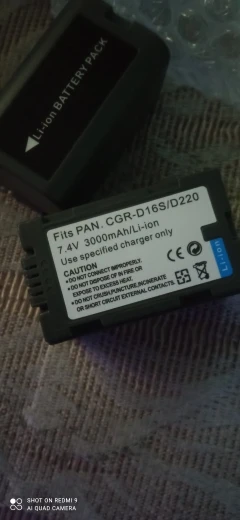 Li-ion BATTERY PACK
Fits PAN. CGR-D16S/D220
7.4V 3000mAh/Li-ion
Use specified charger only
CAUTION
• DO NOT CONNECT IMPROPERLY.
• DO NOT DISPOSE OF IN FIRE OR
EXPOSE TO EXCESS HEAT.
• DO NOT CRUSH,PUNCTURE,INCINERATE
OR SHORT CIRCUIT EXTERNAL CONTACTS.
CE
Li-ion
SHOT ON REDMI 9
AI QUAD CAMERA